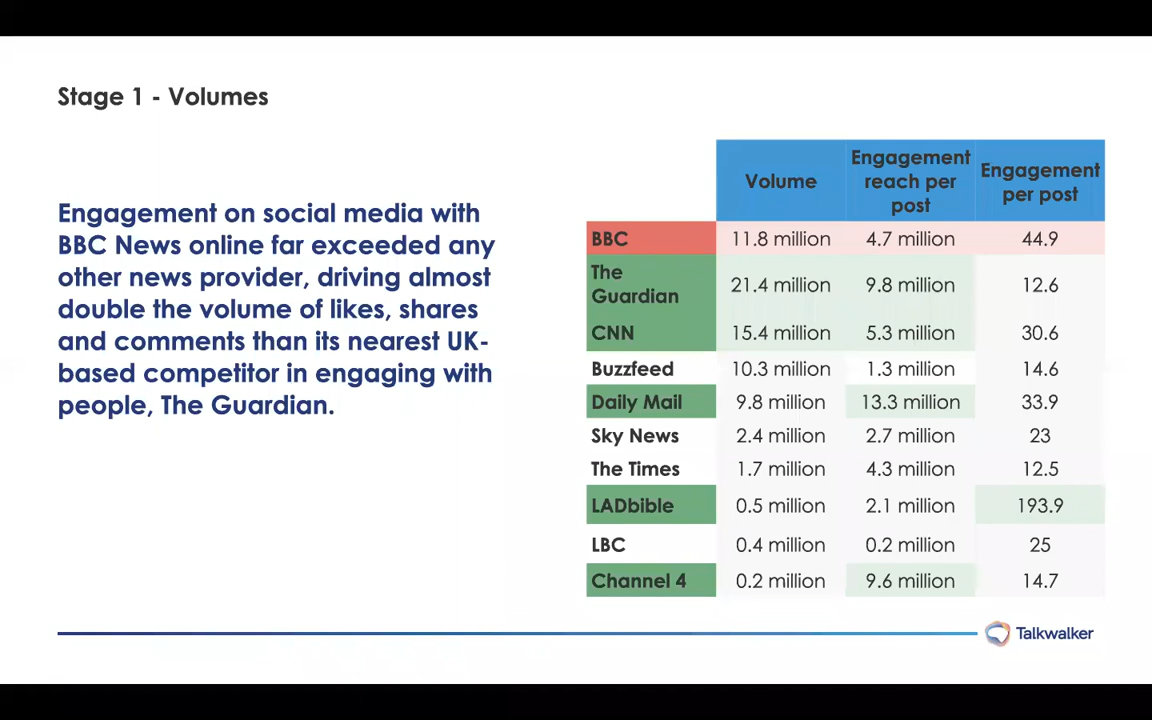 Stage 1 - Volumes
Engagement on social media with
BBC News online far exceeded any
other news provider, driving almost
double the volume of likes, shares
and comments than its nearest UK-
based competitor in engaging with
people, The Guardian.
Volume Engagement reach per post Engagement per post
BBC 11.8 million 4.7 million 44.9
The Guardian 21.4 million 9.8 million 12.6
CNN 15.4 million 5.3 million 30.6
Buzzfeed 10.3 million 1.3 million 14.6
Daily Mail 9.8 million 13.3 million 33.9
Sky News 2.4 million 2.7 million 23
The Times 1.7 million 4.3 million 12.5
LADbible 0.5 million 2.1 million 193.9
LBC 0.4 million 0.2 million 25
Channel 4 0.2 million 9.6 million 14.7
Talkwalker